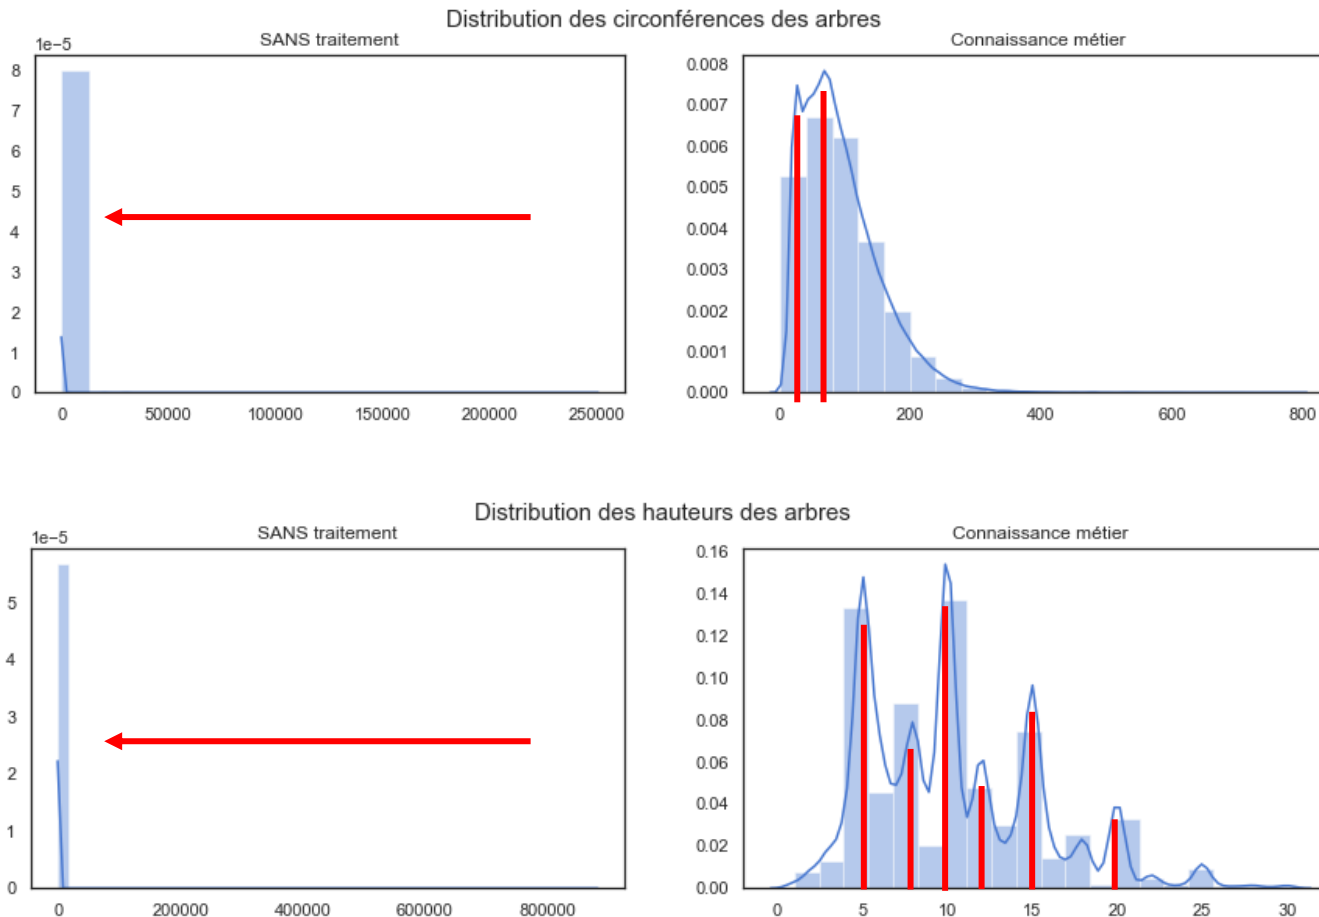 Distribution des circonférences des arbres
SANS traitement
Connaissance métier
1e−5
8
7
6
5
4
3
2
1
0
0 50000 100000 150000 200000 250000
0.008
0.007
0.006
0.005
0.004
0.003
0.002
0.001
0.000
0 200 400 600 800
Distribution des hauteurs des arbres
SANS traitement
Connaissance métier
1e−5
5
4
3
2
1
0
0 200000 400000 600000 800000
0.16
0.14
0.12
0.10
0.08
0.06
0.04
0.02
0.00
0 5 10 15 20 25 30